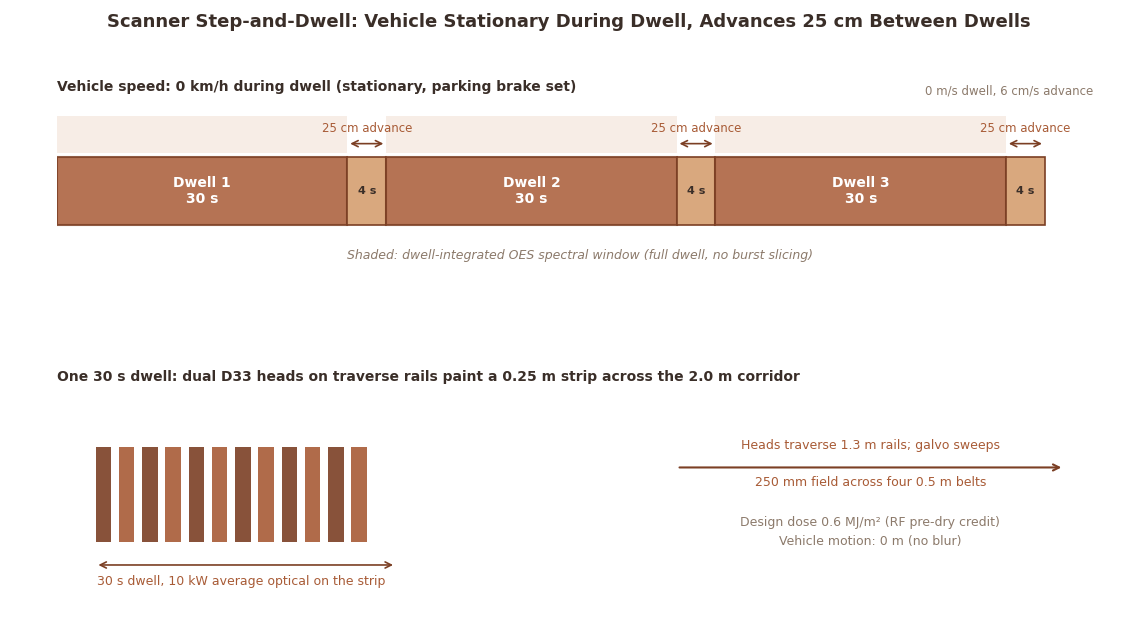 Scanner Step-and-Dwell: Vehicle Stationary During Dwell, Advances 25 cm Between Dwells
Vehicle speed: 0 km/h during dwell (stationary, parking brake set)
0 m/s dwell, 6 cm/s advance
25 cm advance
25 cm advance
25 cm advance
Dwell 1
30 s
4 s
Dwell 2
30 s
4 s
Dwell 3
30 s
4 s
Shaded: dwell-integrated OES spectral window (full dwell, no burst slicing)
One 30 s dwell: dual D33 heads on traverse rails paint a 0.25 m strip across the 2.0 m corridor
30 s dwell, 10 kW average optical on the strip
Heads traverse 1.3 m rails; galvo sweeps
250 mm field across four 0.5 m belts
Design dose 0.6 MJ/m² (RF pre-dry credit)
Vehicle motion: 0 m (no blur)